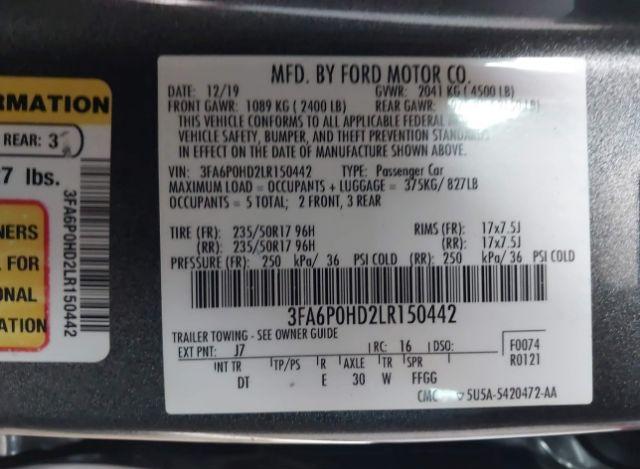 RMATION
REAR: 3
7 lbs.
NERS
L FOR
ONAL
ATION
3FA6P0HD2LR150442
MFD. BY FORD MOTOR CO.
DATE: 12/19 GVWR: 2041 KG ( 4500 LB)
FRONT GAWR: 1089 KG ( 2400 LB) REAR GAWR: LB)
THIS VEHICLE CONFORMS TO ALL APPLICABLE FEDERAL
VEHICLE SAFETY, BUMPER, AND THEFT PREVENTION STANDARDS
IN EFFECT ON THE DATE OF MANUFACTURE SHOWN ABOVE.
VIN: 3FA6P0HD2LR150442 TYPE: Passenger Car
MAXIMUM LOAD = OCCUPANTS + LUGGAGE = 375KG/ 827LB
OCCUPANTS = 5 TOTAL; 2 FRONT, 3 REAR
TIRE (FR): 235/50R17 96H RIMS (FR): 17x7.5J
(RR): 235/50R17 96H (RR): 17x7.5J
PRESSURE (FR): 250 kPa/ 36 PSI COLD (RR): 250 kPa/ 36 PSI COLD
3FA6P0HD2LR150442
TRAILER TOWING - SEE OWNER GUIDE
EXT PNT: J7 RC: 16 DSO: F0074
R0121
INT TR TP/PS R AXLE TR SPR
DT E 30 W FFGG
CMC 5U5A-5420472-AA